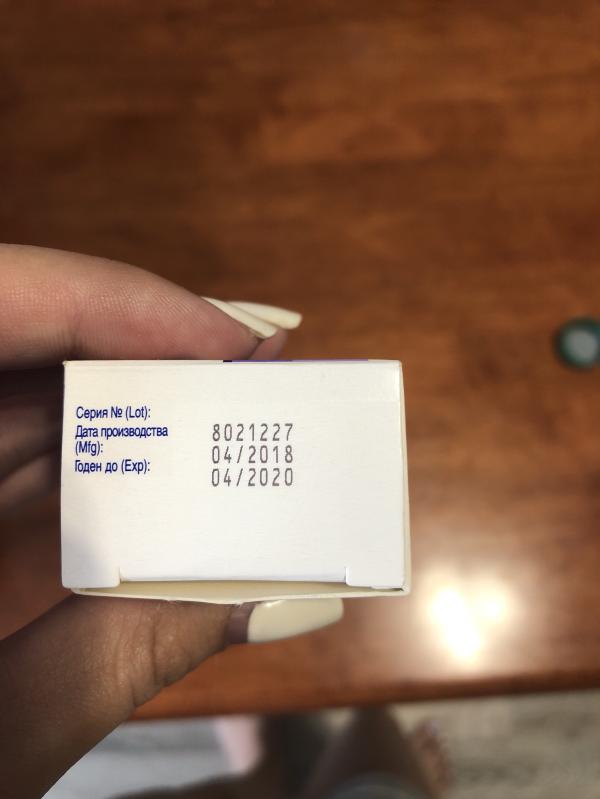 Серия № (Lot):
Дата производства
(Mfg):
Годен до (Exp):
8021227
04/2018
04/2020